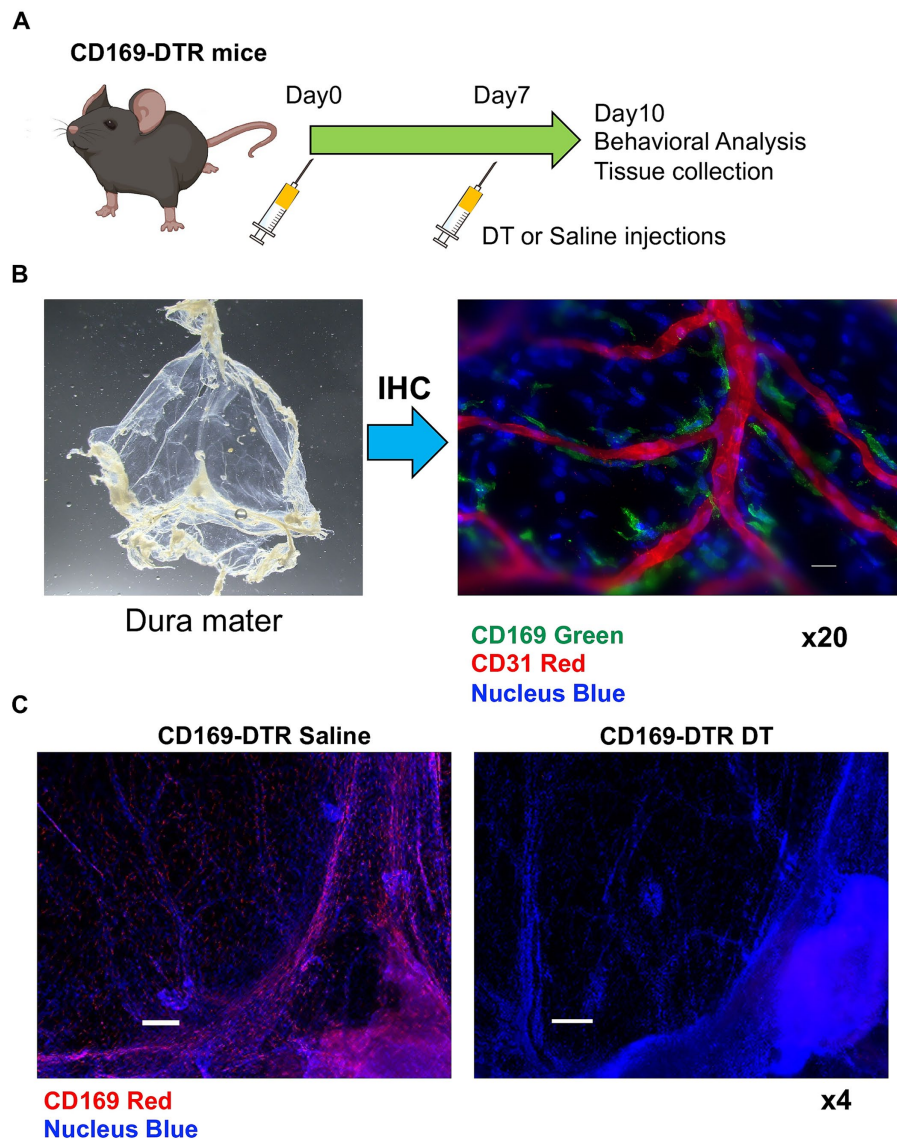 A
CD169-DTR mice
Day0
Day7
Day10
Behavioral Analysis
Tissue collection
DT or Saline injections
B
IHC
Dura mater
CD169 Green
CD31 Red
Nucleus Blue
x20
C
CD169-DTR Saline
CD169-DTR DT
CD169 Red
Nucleus Blue
x4